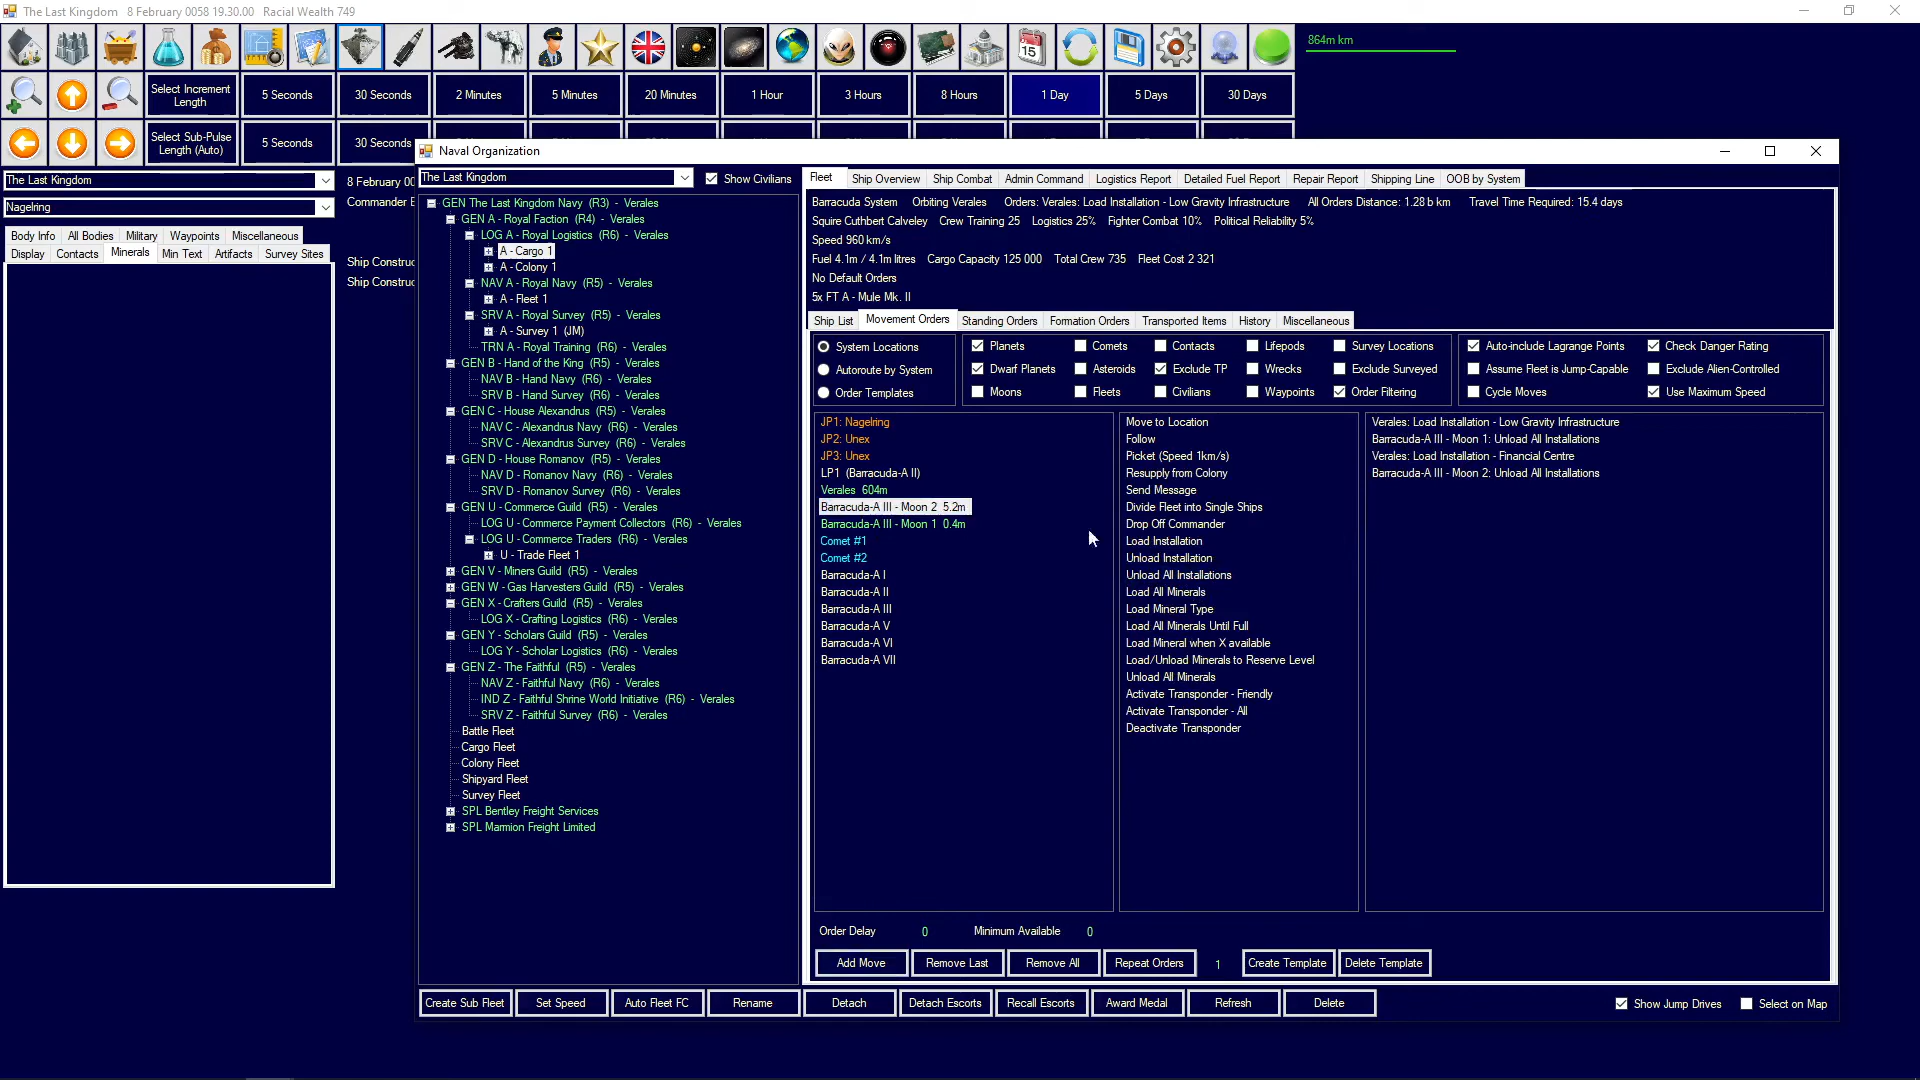 The Last Kingdom   8 February 0058 19.30.00   Racial Wealth 749
864m km
Select Increment Length
5 Seconds
30 Seconds
2 Minutes
5 Minutes
20 Minutes
1 Hour
3 Hours
8 Hours
1 Day
5 Days
30 Days
Select Sub-Pulse Length (Auto)
5 Seconds
30 Seconds
The Last Kingdom
Nagelring
8 February 00
Commander E
Body Info All Bodies Military Waypoints Miscellaneous
Display Contacts Minerals Min Text Artifacts Survey Sites
Ship Construc
Ship Construc
Naval Organization
The Last Kingdom
Show Civilians
GEN The Last Kingdom Navy (R3) - Verales
GEN A - Royal Faction (R4) - Verales
LOG A - Royal Logistics (R6) - Verales
A - Cargo 1
A - Colony 1
NAV A - Royal Navy (R5) - Verales
A - Fleet 1
SRV A - Royal Survey (R5) - Verales
A - Survey 1 (JM)
TRN A - Royal Training (R6) - Verales
GEN B - Hand of the King (R5) - Verales
NAV B - Hand Navy (R6) - Verales
SRV B - Hand Survey (R6) - Verales
GEN C - House Alexandrus (R5) - Verales
NAV C - Alexandrus Navy (R6) - Verales
SRV C - Alexandrus Survey (R6) - Verales
GEN D - House Romanov (R5) - Verales
NAV D - Romanov Navy (R6) - Verales
SRV D - Romanov Survey (R6) - Verales
GEN U - Commerce Guild (R5) - Verales
LOG U - Commerce Payment Collectors (R6) - Verales
LOG U - Commerce Traders (R6) - Verales
U - Trade Fleet 1
GEN V - Miners Guild (R5) - Verales
GEN W - Gas Harvesters Guild (R5) - Verales
GEN X - Crafters Guild (R5) - Verales
LOG X - Crafting Logistics (R6) - Verales
GEN Y - Scholars Guild (R5) - Verales
LOG Y - Scholar Logistics (R6) - Verales
GEN Z - The Faithful (R5) - Verales
NAV Z - Faithful Navy (R6) - Verales
IND Z - Faithful Shrine World Initiative (R6) - Verales
SRV Z - Faithful Survey (R6) - Verales
Battle Fleet
Cargo Fleet
Colony Fleet
Shipyard Fleet
Survey Fleet
SPL Bentley Freight Services
SPL Marmion Freight Limited
Fleet Ship Overview Ship Combat Admin Command Logistics Report Detailed Fuel Report Repair Report Shipping Line OOB by System
Barracuda System   Orbiting Verales   Orders: Verales: Load Installation - Low Gravity Infrastructure   All Orders Distance: 1.28 b km   Travel Time Required: 15.4 days
Squire Cuthbert Calveley   Crew Training 25   Logistics 25%   Fighter Combat 10%   Political Reliability 5%
Speed 960 km/s
Fuel 4.1m / 4.1m litres   Cargo Capacity 125 000   Total Crew 735   Fleet Cost 2 321
No Default Orders
5x FT A - Mule Mk. II
Ship List Movement Orders Standing Orders Formation Orders Transported Items History Miscellaneous
System Locations
Autoroute by System
Order Templates
Planets Comets Contacts Lifepods Survey Locations
Dwarf Planets Asteroids Exclude TP Wrecks Exclude Surveyed
Moons Fleets Civilians Waypoints Order Filtering
Auto-include Lagrange Points Check Danger Rating
Assume Fleet is Jump-Capable Exclude Alien-Controlled
Cycle Moves Use Maximum Speed
JP1: Nagelring
JP2: Unex
JP3: Unex
LP1 (Barracuda-A II)
Verales 604m
Barracuda-A III - Moon 2 5.2m
Barracuda-A III - Moon 1 0.4m
Comet #1
Comet #2
Barracuda-A I
Barracuda-A II
Barracuda-A III
Barracuda-A V
Barracuda-A VI
Barracuda-A VII
Move to Location
Follow
Picket (Speed 1km/s)
Resupply from Colony
Send Message
Divide Fleet into Single Ships
Drop Off Commander
Load Installation
Unload Installation
Unload All Installations
Load All Minerals
Load Mineral Type
Load All Minerals Until Full
Load Mineral when X available
Load/Unload Minerals to Reserve Level
Unload All Minerals
Activate Transponder - Friendly
Activate Transponder - All
Deactivate Transponder
Verales: Load Installation - Low Gravity Infrastructure
Barracuda-A III - Moon 1: Unload All Installations
Verales: Load Installation - Financial Centre
Barracuda-A III - Moon 2: Unload All Installations
Order Delay 0 Minimum Available 0
Add Move Remove Last Remove All Repeat Orders 1 Create Template Delete Template
Create Sub Fleet Set Speed Auto Fleet FC Rename Detach Detach Escorts Recall Escorts Award Medal Refresh Delete Show Jump Drives Select on Map